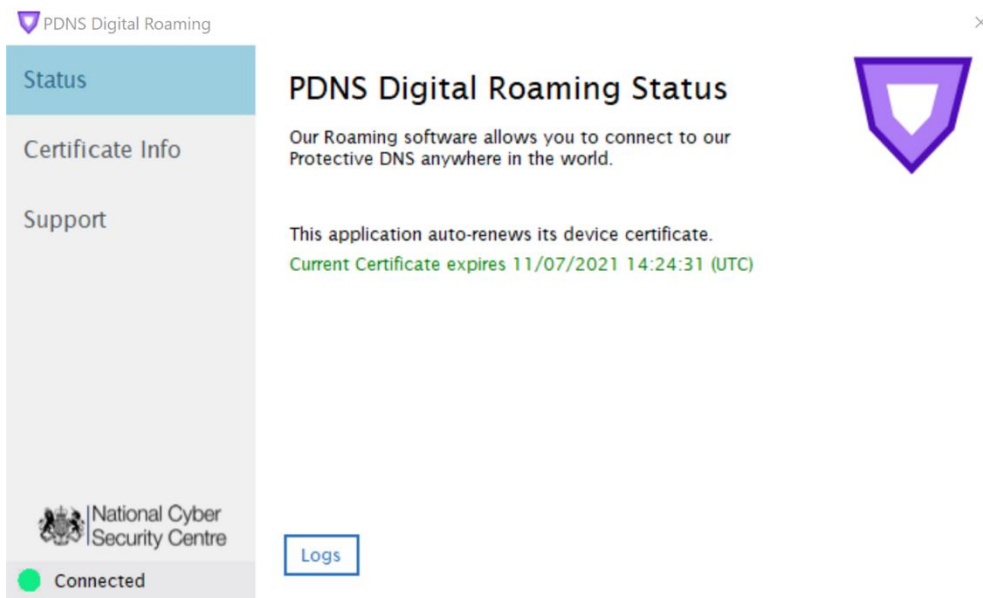 PDNS Digital Roaming
Status
Certificate Info
Support
National Cyber
Security Centre
Connected
PDNS Digital Roaming Status
Our Roaming software allows you to connect to our
Protective DNS anywhere in the world.
This application auto-renews its device certificate.
Current Certificate expires 11/07/2021 14:24:31 (UTC)
Logs